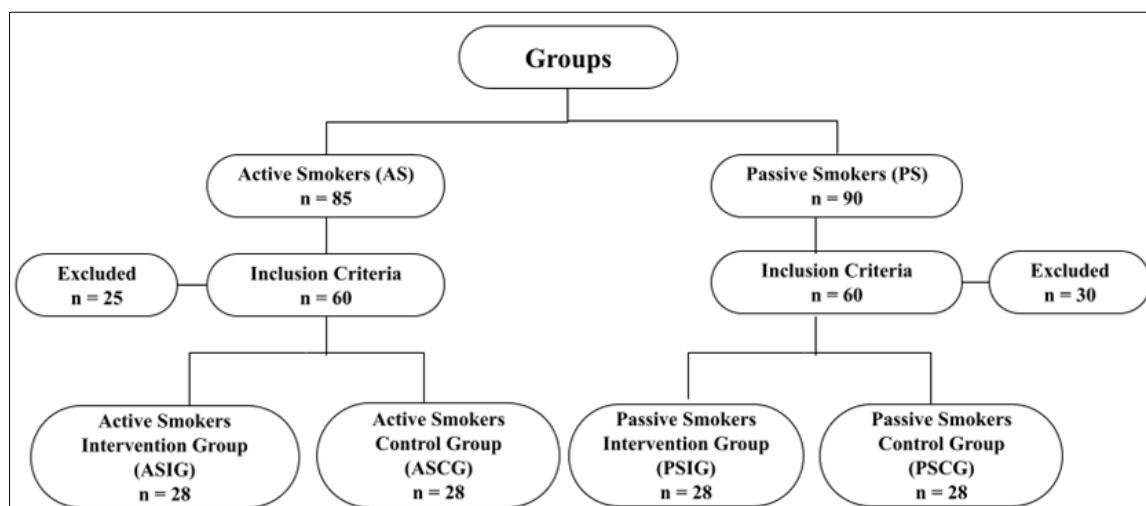 Groups
Active Smokers (AS)
n = 85
Passive Smokers (PS)
n = 90
Excluded
n = 25
Inclusion Criteria
n = 60
Inclusion Criteria
n = 60
Excluded
n = 30
Active Smokers
Intervention Group
(ASIG)
n = 28
Active Smokers
Control Group
(ASCG)
n = 28
Passive Smokers
Intervention Group
(PSIG)
n = 28
Passive Smokers
Control Group
(PSCG)
n = 28